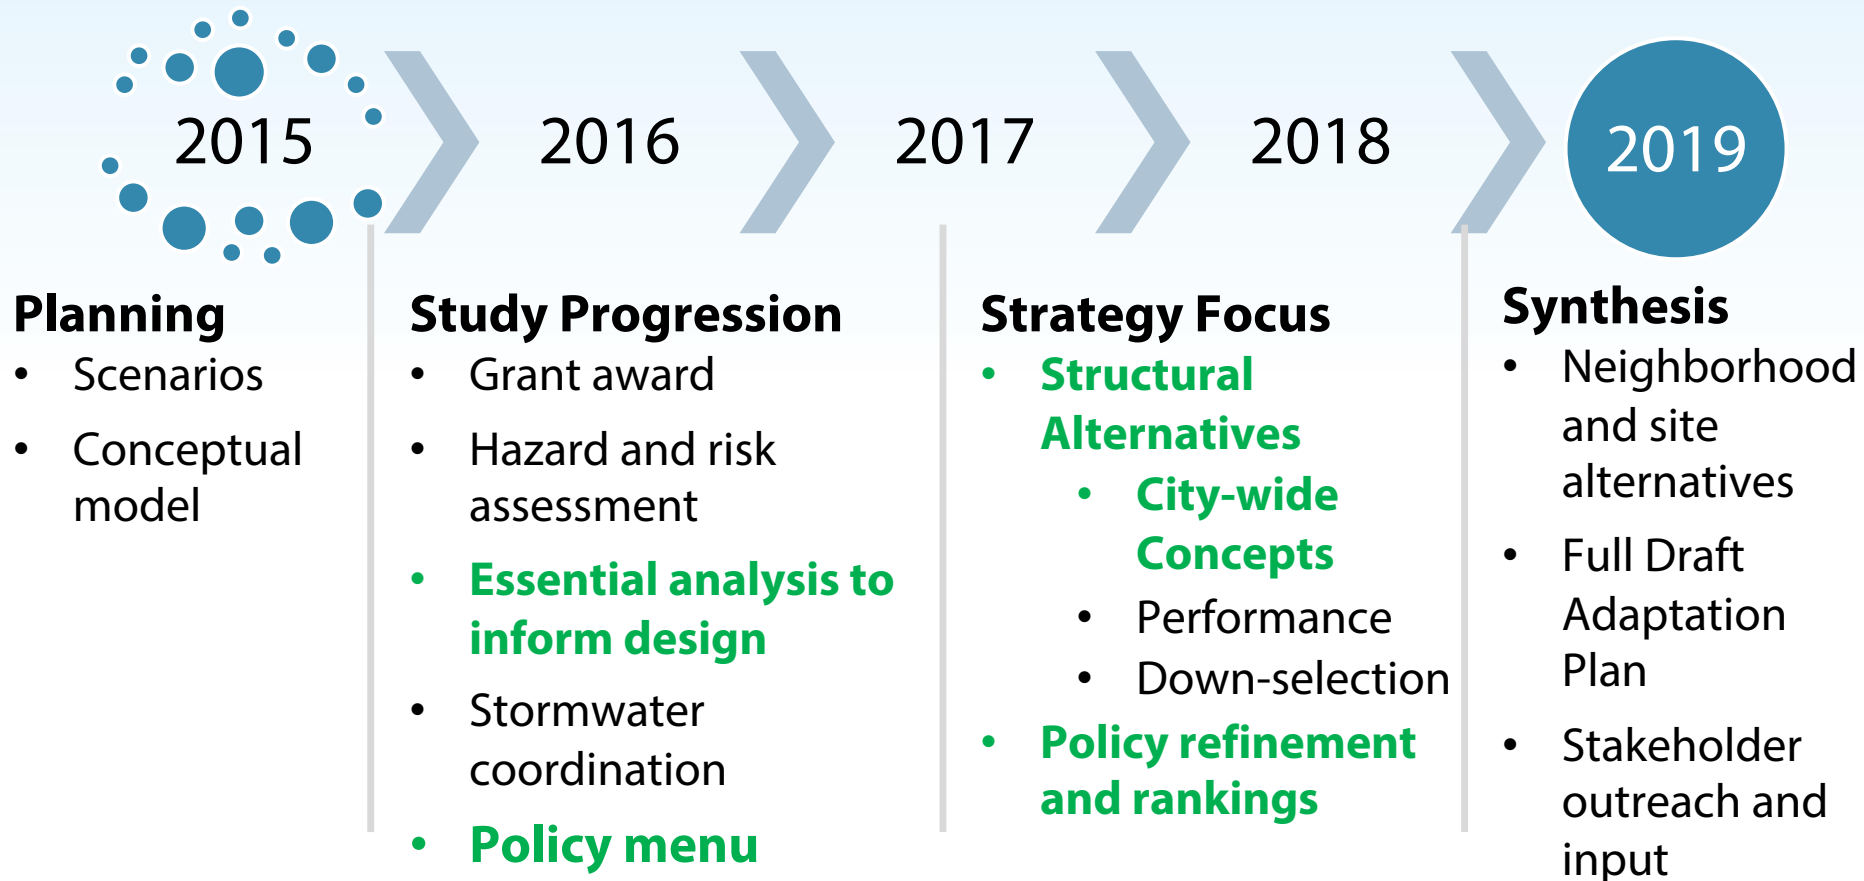 2015
2016
2017
2018
2019
Planning
• Scenarios
• Conceptual
model
Study Progression
• Grant award
• Hazard and risk
assessment
• Essential analysis to
inform design
• Stormwater
coordination
• Policy menu
Strategy Focus
• Structural
Alternatives
• City-wide
Concepts
• Performance
• Down-selection
• Policy refinement
and rankings
Synthesis
• Neighborhood
and site
alternatives
• Full Draft
Adaptation
Plan
• Stakeholder
outreach and
input